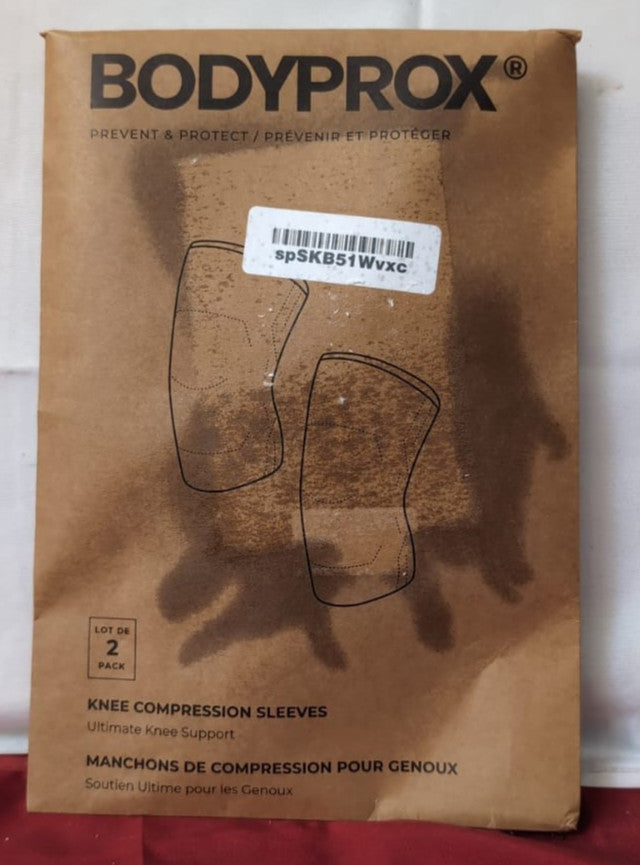 BODYPROX®
PREVENT & PROTECT / PRÉVENIR ET PROTÉGER
spSKB51Wvxc
LOT DE
2
PACK
KNEE COMPRESSION SLEEVES
Ultimate Knee Support
MANCHONS DE COMPRESSION POUR GENOUX
Soutien Ultime pour les Genoux